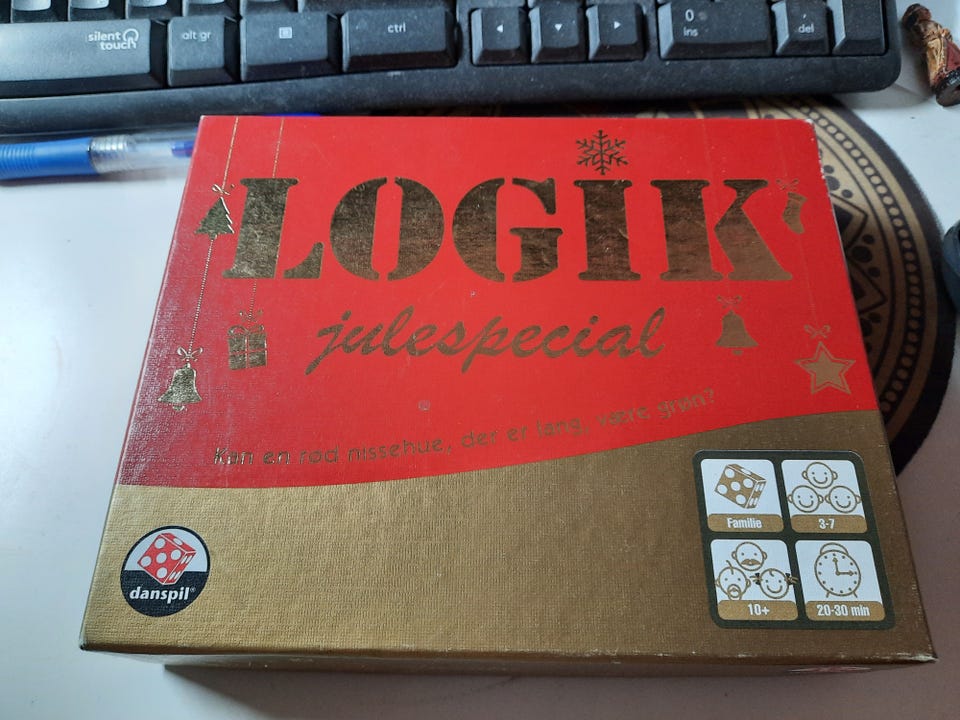 silent
touch
alt gr
ctrl
0
ins
.
del
LOGIK
julespecial
Kan en rød nissehue, der er lang, være grøn?
Familie
3-7
10+
20-30 min
danspil®